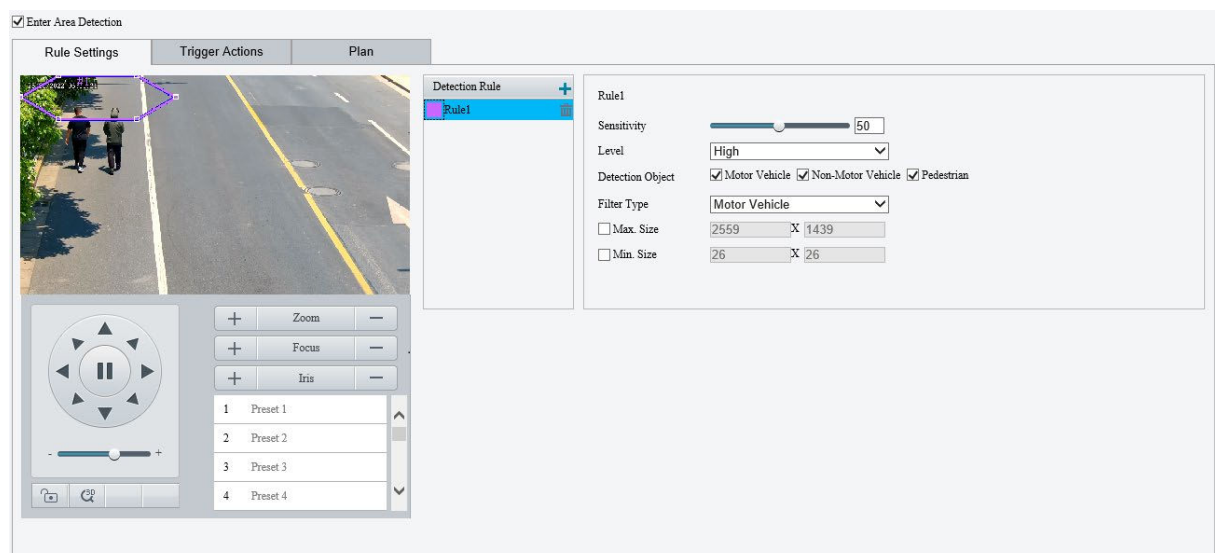 Enter Area Detection
Rule Settings
Trigger Actions
Plan
Detection Rule
Rule1
Rule1
Sensitivity
50
Level
High
Detection Object
Motor Vehicle
Non-Motor Vehicle
Pedestrian
Filter Type
Motor Vehicle
Max. Size
2559 X 1439
Min. Size
26 X 26
+ Zoom —
+ Focus —
+ Iris —
1 Preset 1
2 Preset 2
3 Preset 3
4 Preset 4
- +
3D